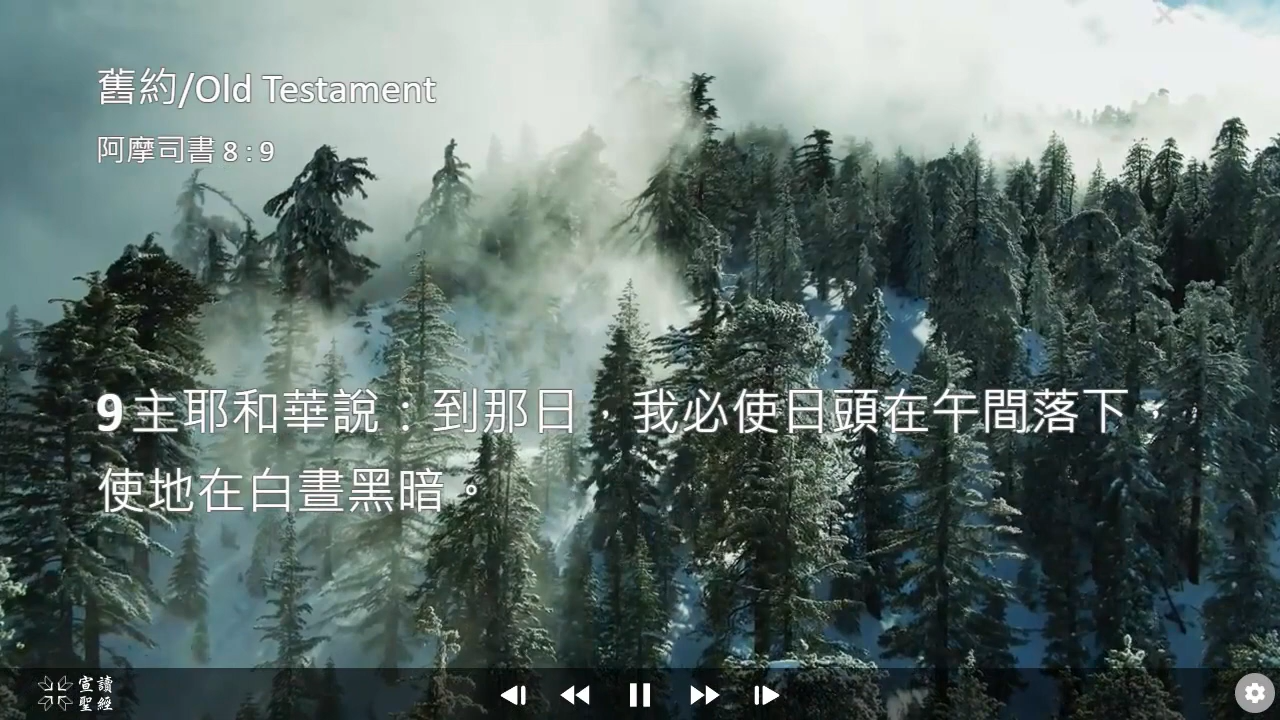 舊約/Old Testament
阿摩司書 8 : 9
9 主耶和華說：到那日，我必使日頭在午間落下
使地在白晝黑暗。
宣讀
聖經